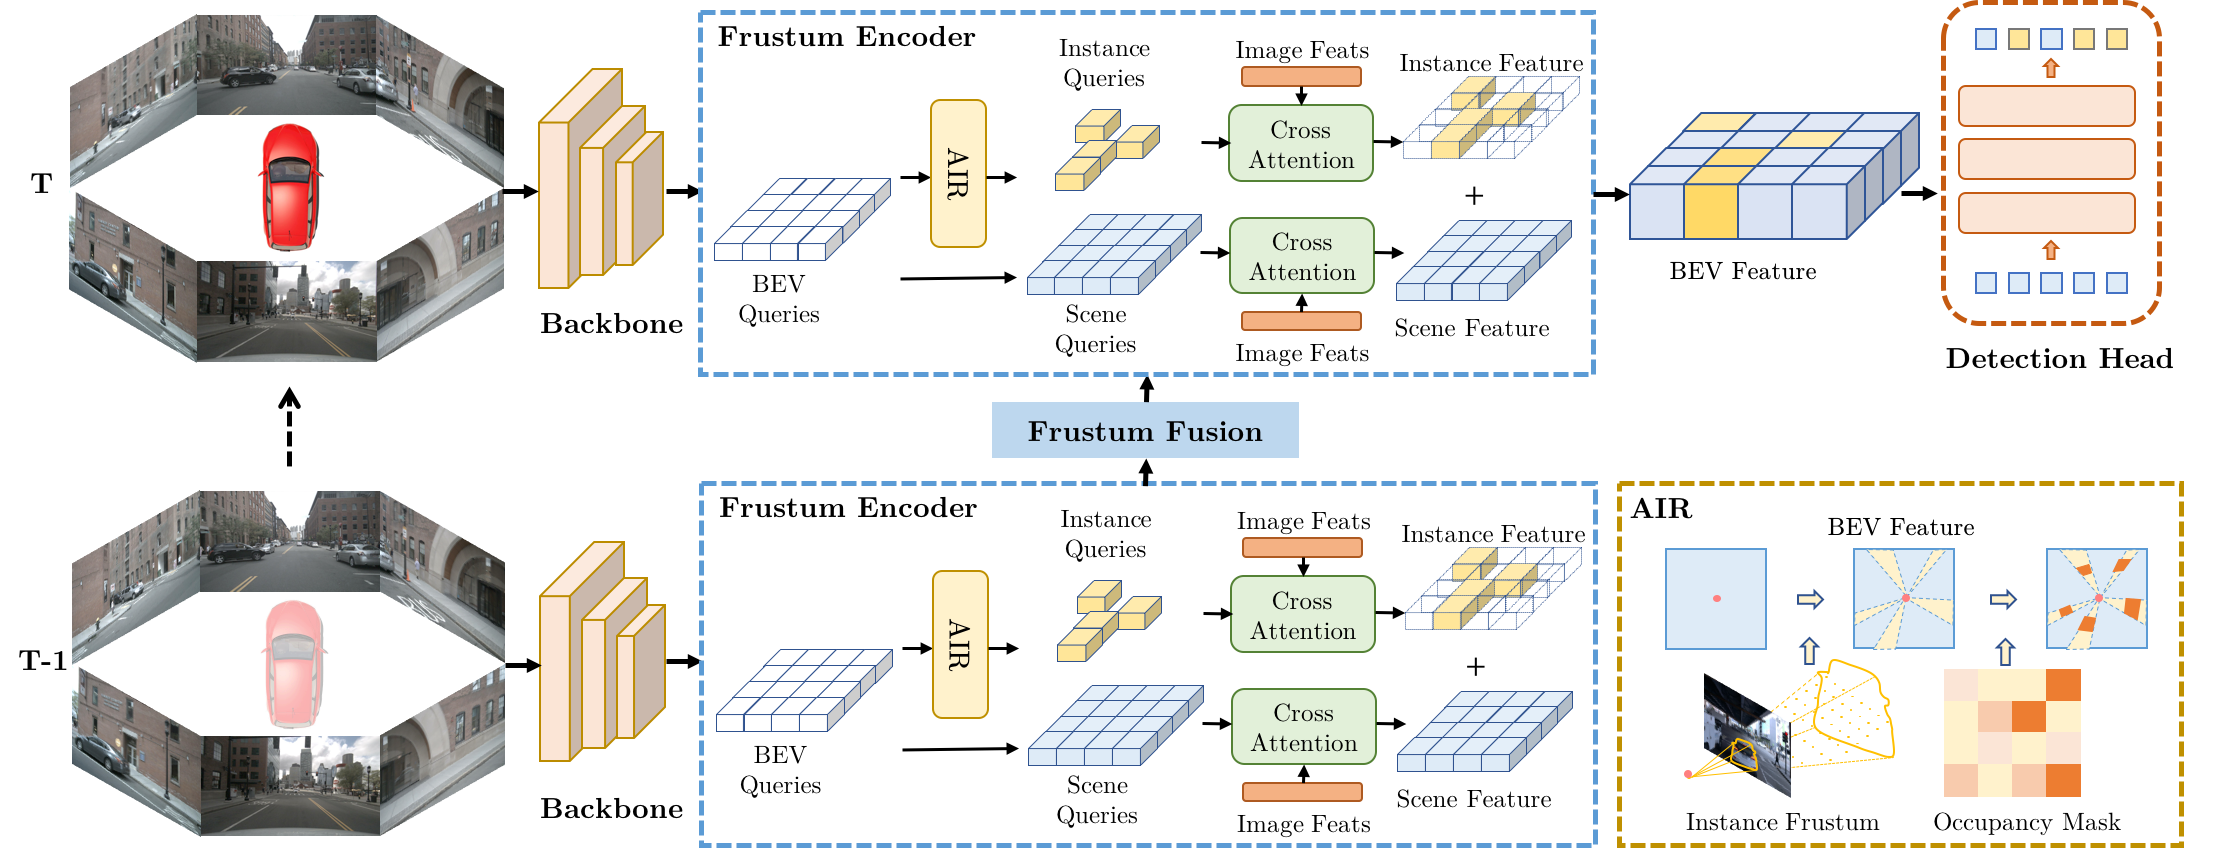 T
Backbone
Frustum Encoder
BEV
Queries
AIR
Instance
Queries
Scene
Queries
Image Feats
Cross
Attention
Cross
Attention
Image Feats
Instance Feature
+
Scene Feature
BEV Feature
Detection Head
Frustum Fusion
T-1
Backbone
Frustum Encoder
BEV
Queries
AIR
Instance
Queries
Scene
Queries
Image Feats
Cross
Attention
Cross
Attention
Image Feats
Instance Feature
+
Scene Feature
AIR
BEV Feature
Instance Frustum
Occupancy Mask